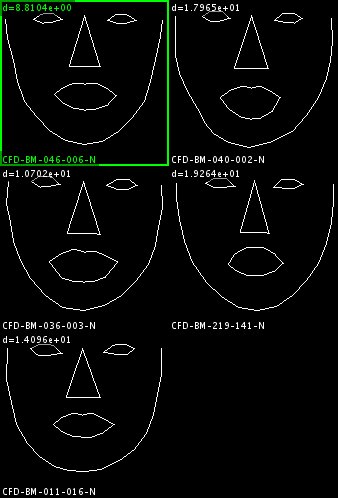 d=8.8104e+00
d=1.7965e+01
CFD-BM-046-006-N
CFD-BM-040-002-N
d=1.0702e+01
d=1.9264e+01
CFD-BM-036-003-N
CFD-BM-219-141-N
d=1.4096e+01
CFD-BM-011-016-N